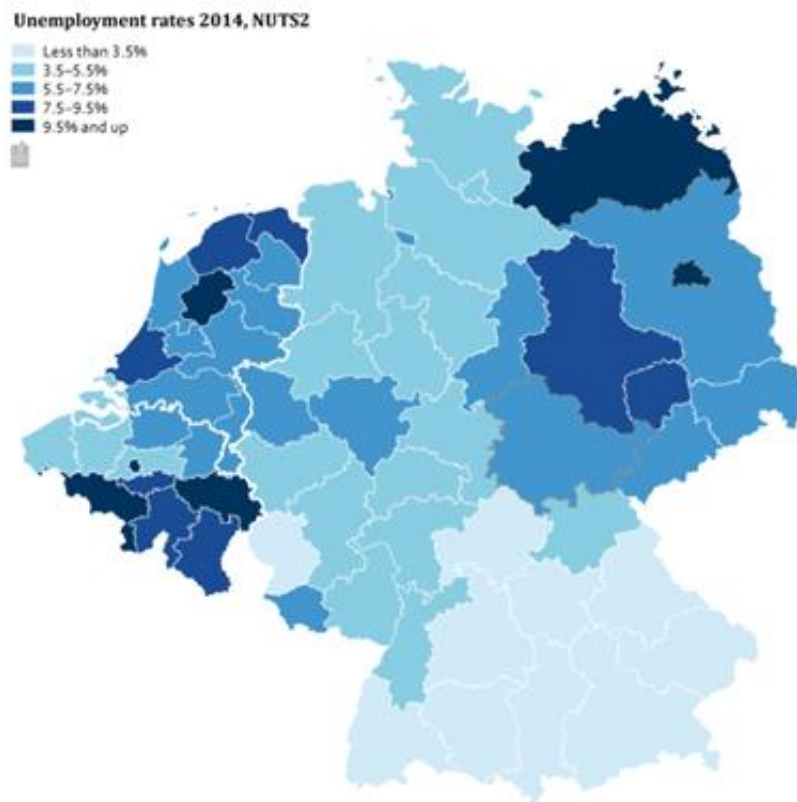 Unemployment rates 2014, NUTS2
Less than 3.5%
3.5–5.5%
5.5–7.5%
7.5–9.5%
9.5% and up